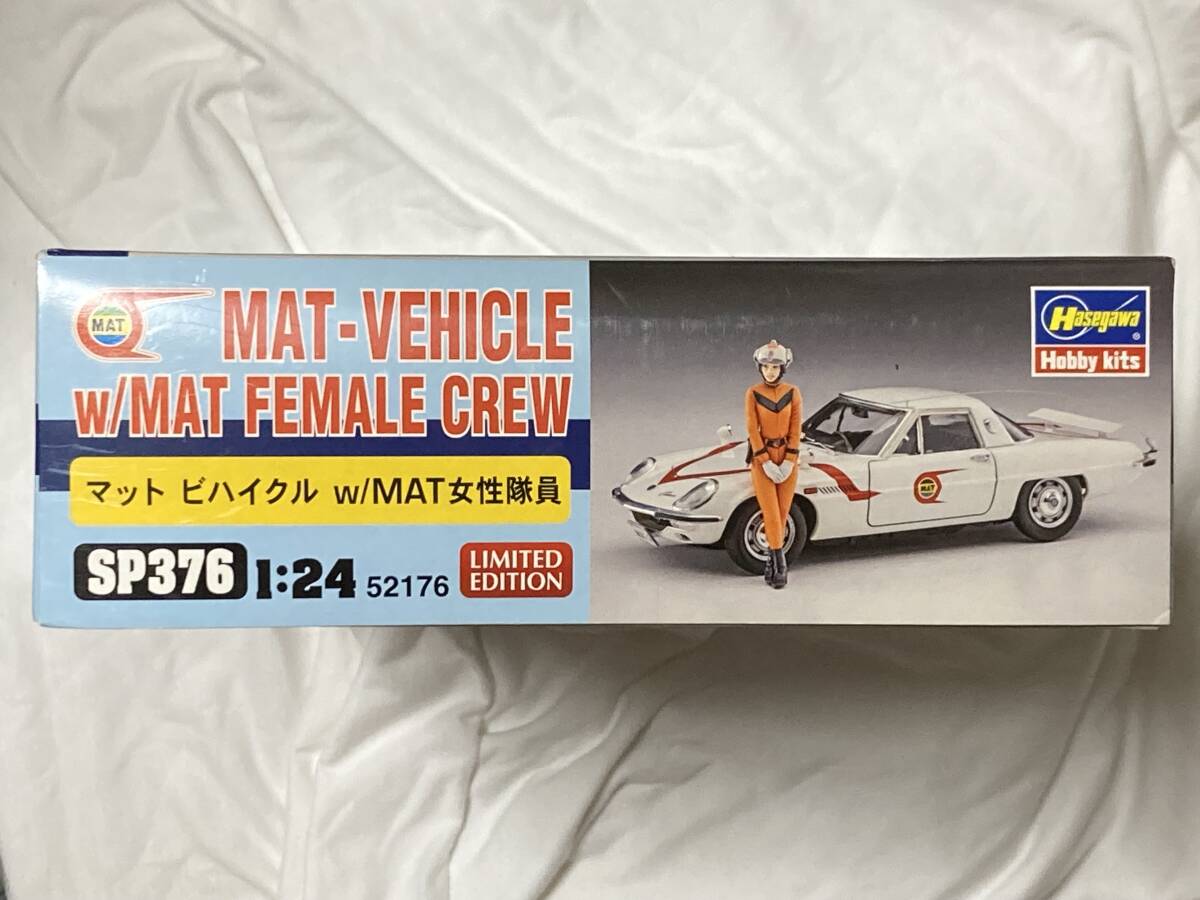 MAT
MAT-VEHICLE
w/MAT FEMALE CREW
マット ビハイクル w/MAT女性隊員
SP376 1:24 52176 LIMITED EDITION
Hasegawa®
Hobby kits
MAT